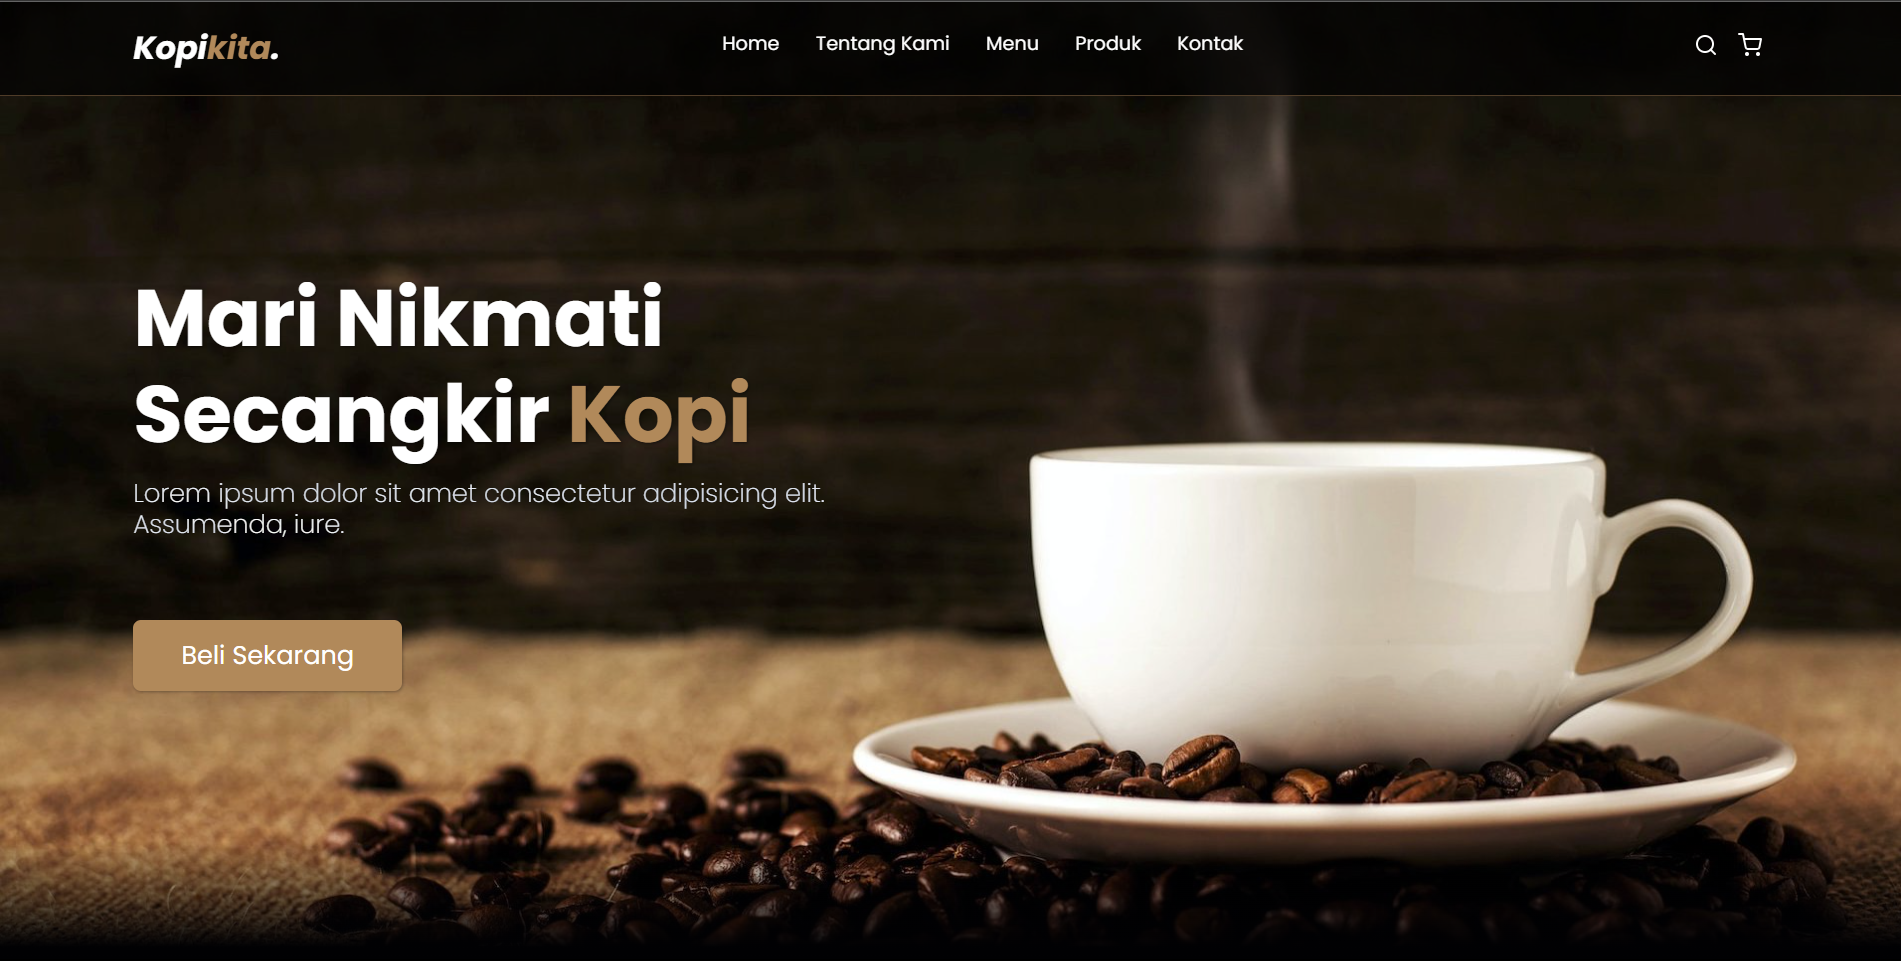 Kopikita.
Home
Tentang Kami
Menu
Produk
Kontak
Mari Nikmati
Secangkir Kopi
Lorem ipsum dolor sit amet consectetur adipisicing elit.
Assumenda, iure.
Beli Sekarang